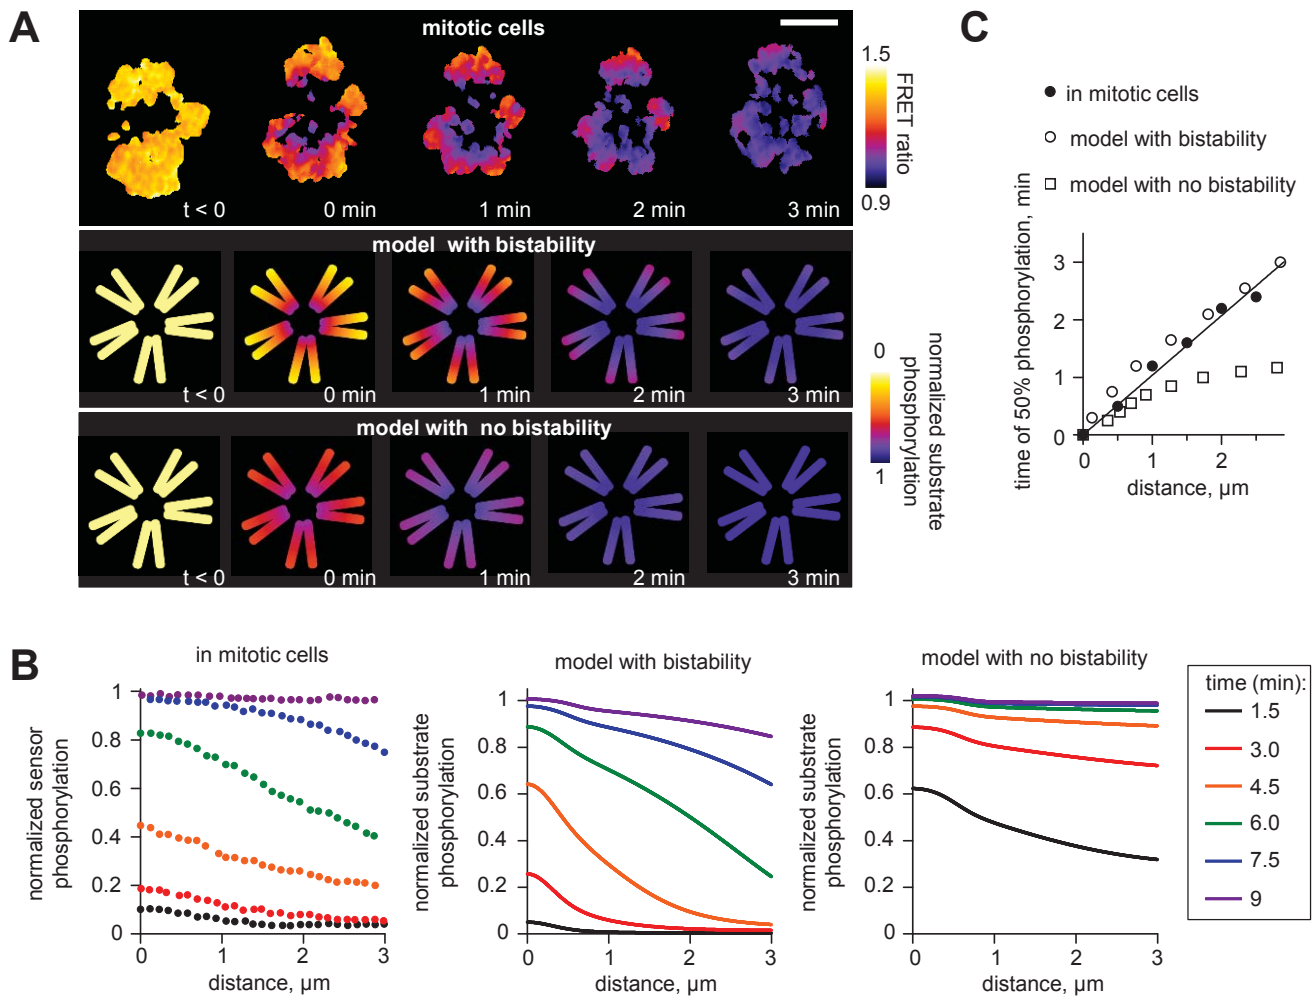 A
mitotic cells
t < 0
0 min
1 min
2 min
3 min
1.5
FRET ratio
0.9
model with bistability
t < 0
0 min
1 min
2 min
3 min
model with no bistability
t < 0
0 min
1 min
2 min
3 min
0
normalized substrate
phosphorylation
1
C
in mitotic cells
model with bistability
model with no bistability
time of 50% phosphorylation, min
3
2
1
0
0
1
2
distance, µm
B
in mitotic cells
normalized sensor
phosphorylation
1
0.8
0.6
0.4
0.2
0
0
1
2
3
distance, µm
model with bistability
normalized substrate
phosphorylation
1
0.8
0.6
0.4
0.2
0
0
1
2
3
distance, µm
model with no bistability
normalized substrate
phosphorylation
1
0.8
0.6
0.4
0.2
0
0
1
2
3
distance, µm
time (min):
1.5
3.0
4.5
6.0
7.5
9